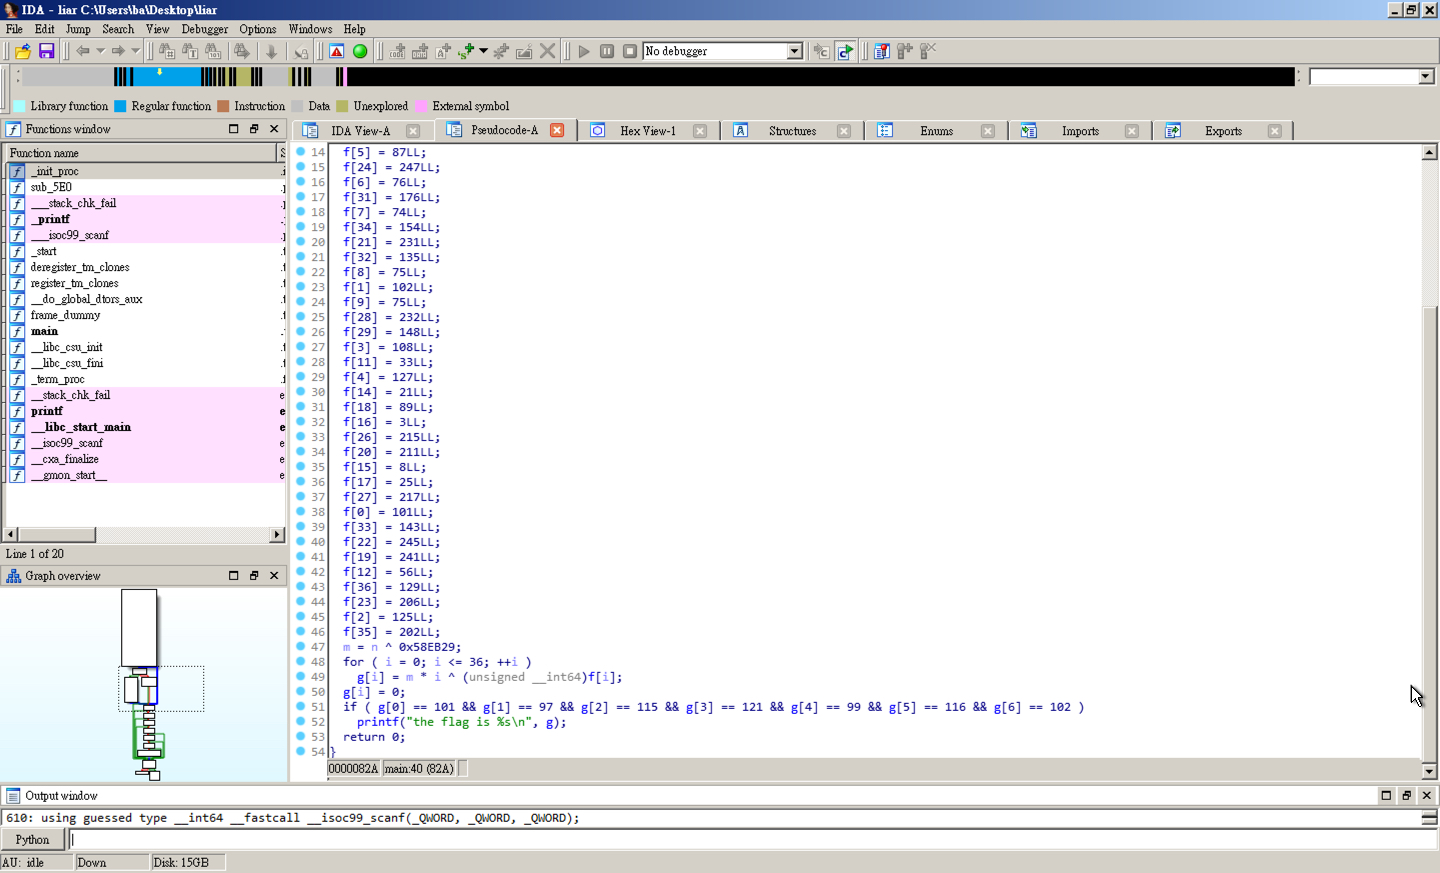 IDA - liar C:\Users\ba\Desktop\liar
File Edit Jump Search View Debugger Options Windows Help
No debugger
Library function Regular function Instruction Data Unexplored External symbol
Functions window
IDA View-A Pseudocode-A Hex View-1 Structures Enums Imports Exports
Function name
_init_proc
sub_5E0
___stack_chk_fail
_printf
___isoc99_scanf
_start
deregister_tm_clones
register_tm_clones
__do_global_dtors_aux
frame_dummy
main
__libc_csu_init
__libc_csu_fini
_term_proc
__stack_chk_fail
printf
__libc_start_main
__isoc99_scanf
__cxa_finalize
__gmon_start__
Line 1 of 20
Graph overview
14 f[5] = 87LL;
15 f[24] = 247LL;
16 f[6] = 76LL;
17 f[31] = 176LL;
18 f[7] = 74LL;
19 f[34] = 154LL;
20 f[21] = 231LL;
21 f[32] = 135LL;
22 f[8] = 75LL;
23 f[1] = 102LL;
24 f[9] = 75LL;
25 f[28] = 232LL;
26 f[29] = 148LL;
27 f[3] = 108LL;
28 f[11] = 33LL;
29 f[4] = 127LL;
30 f[14] = 21LL;
31 f[18] = 89LL;
32 f[16] = 3LL;
33 f[26] = 215LL;
34 f[20] = 211LL;
35 f[15] = 8LL;
36 f[17] = 25LL;
37 f[27] = 217LL;
38 f[0] = 101LL;
39 f[33] = 143LL;
40 f[22] = 245LL;
41 f[19] = 241LL;
42 f[12] = 56LL;
43 f[36] = 129LL;
44 f[23] = 206LL;
45 f[2] = 125LL;
46 f[35] = 202LL;
47 m = n ^ 0x58EB29;
48 for ( i = 0; i <= 36; ++i )
49 g[i] = m * i ^ (unsigned __int64)f[i];
50 g[i] = 0;
51 if ( g[0] == 101 && g[1] == 97 && g[2] == 115 && g[3] == 121 && g[4] == 99 && g[5] == 116 && g[6] == 102 )
52 printf("the flag is %s\n", g);
53 return 0;
54 }
0000082A main:40 (82A)
Output window
610: using guessed type __int64 __fastcall __isoc99_scanf(_QWORD, _QWORD, _QWORD);
Python
AU: idle Down Disk: 15GB